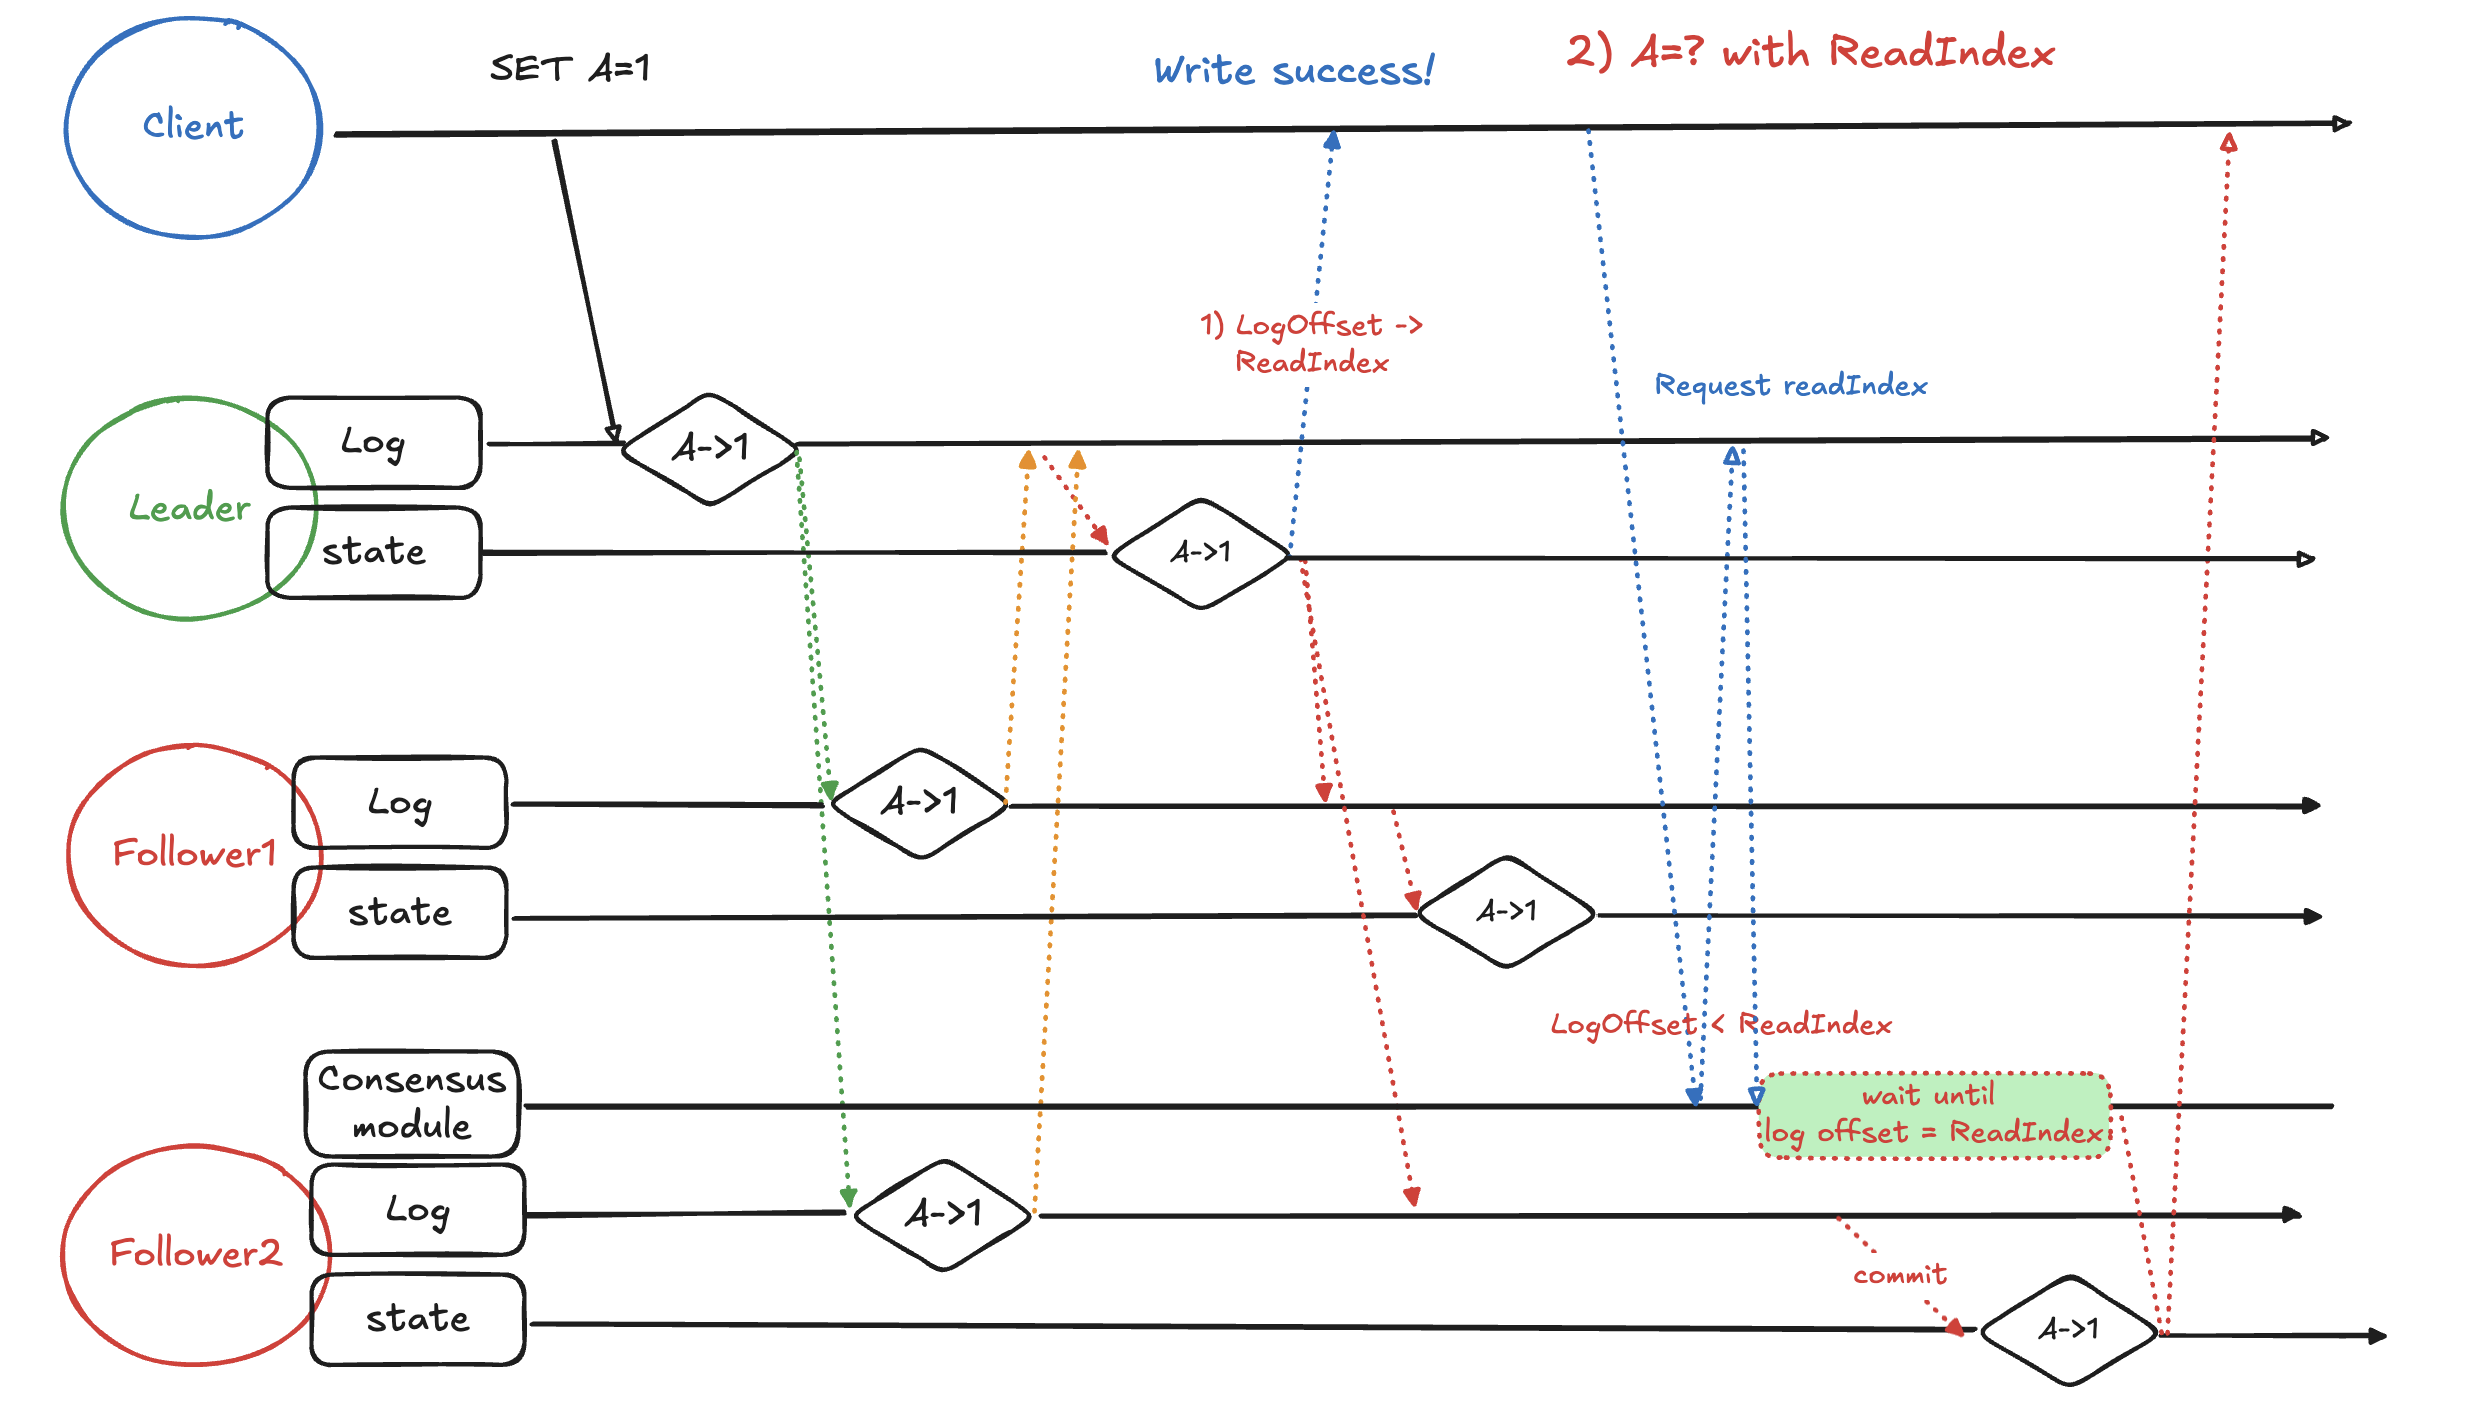 SET A=1
Write success!
2) A=? with ReadIndex
Client
1) LogOffset ->
ReadIndex
Request readIndex
Log
A->1
Leader
state
A->1
Log
A->1
Follower1
state
A->1
LogOffset < ReadIndex
Consensus
module
wait until
log offset = ReadIndex
Log
A->1
Follower2
commit
state
A->1